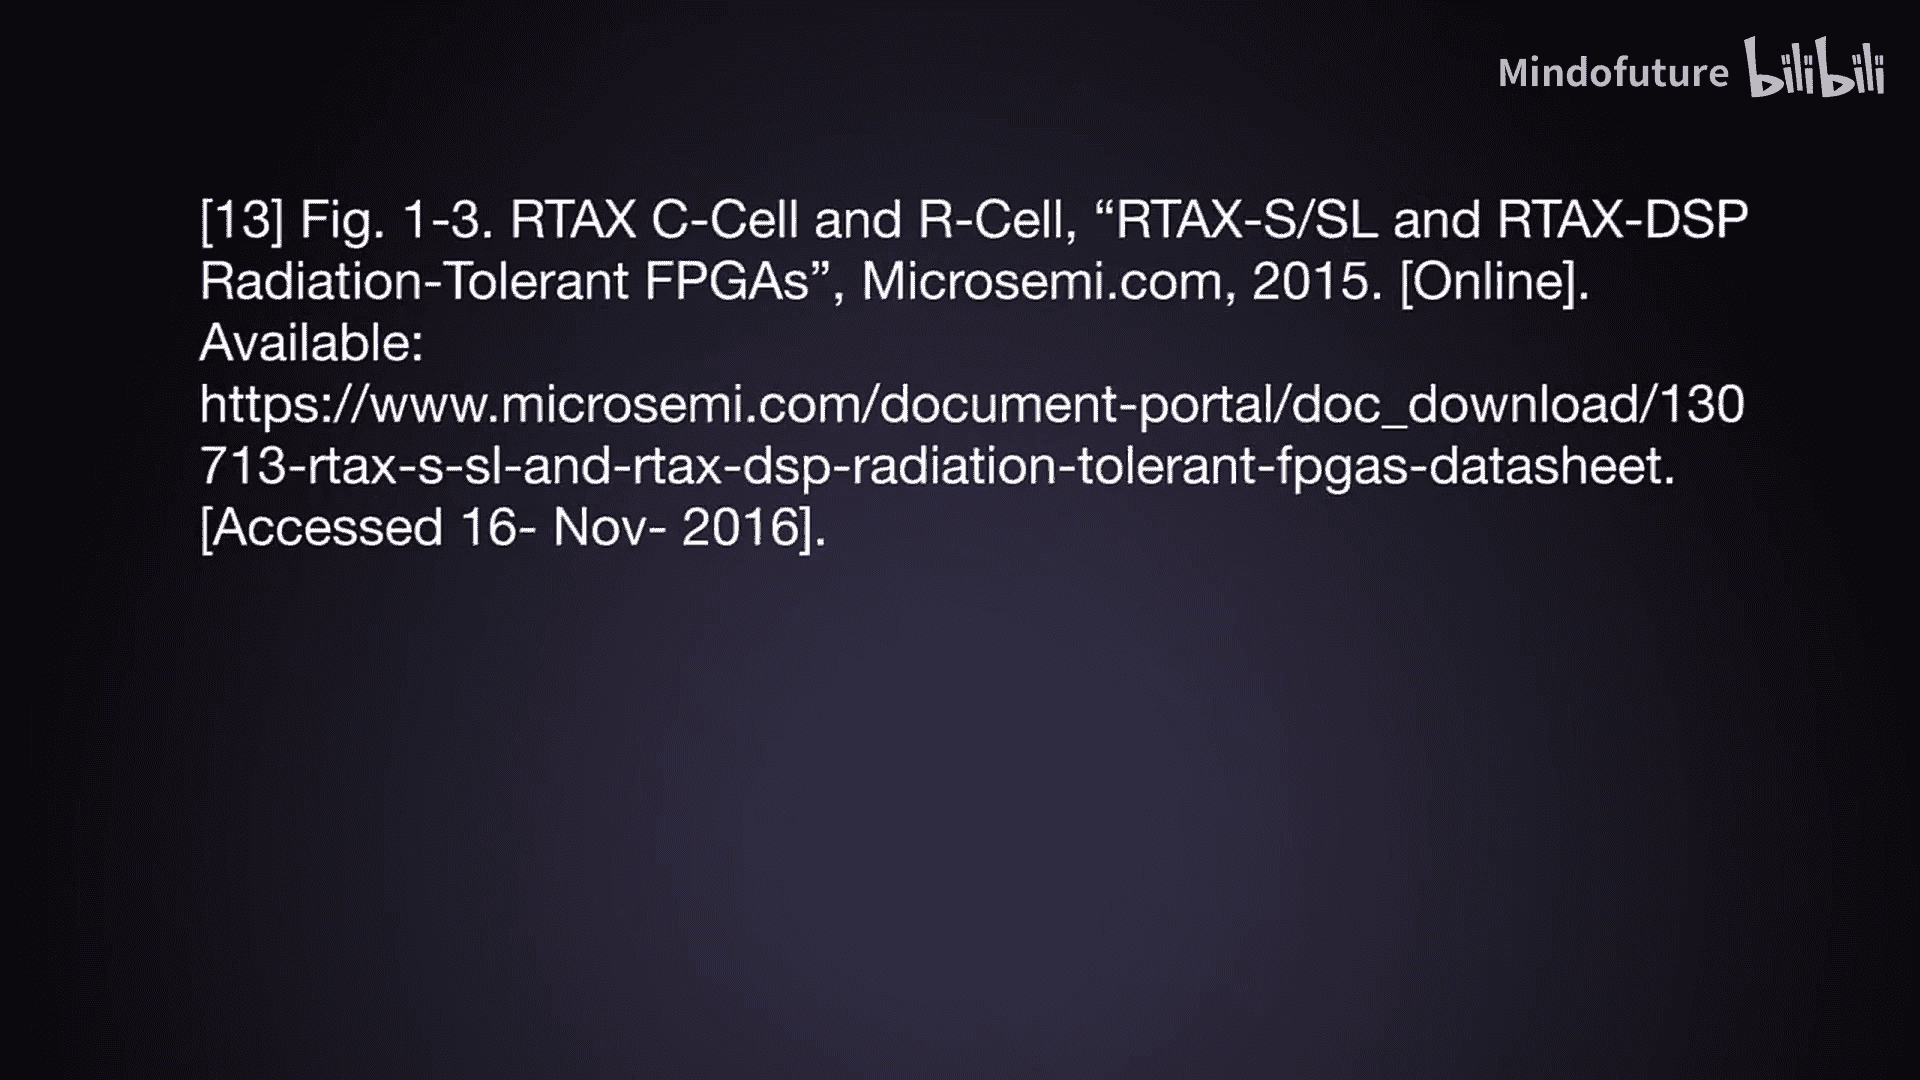 Mindofuture bilibili
[13] Fig. 1-3. RTAX C-Cell and R-Cell, “RTAX-S/SL and RTAX-DSP
Radiation-Tolerant FPGAs”, Microsemi.com, 2015. [Online].
Available:
https://www.microsemi.com/document-portal/doc_download/130
713-rtax-s-sl-and-rtax-dsp-radiation-tolerant-fpgas-datasheet.
[Accessed 16- Nov- 2016].